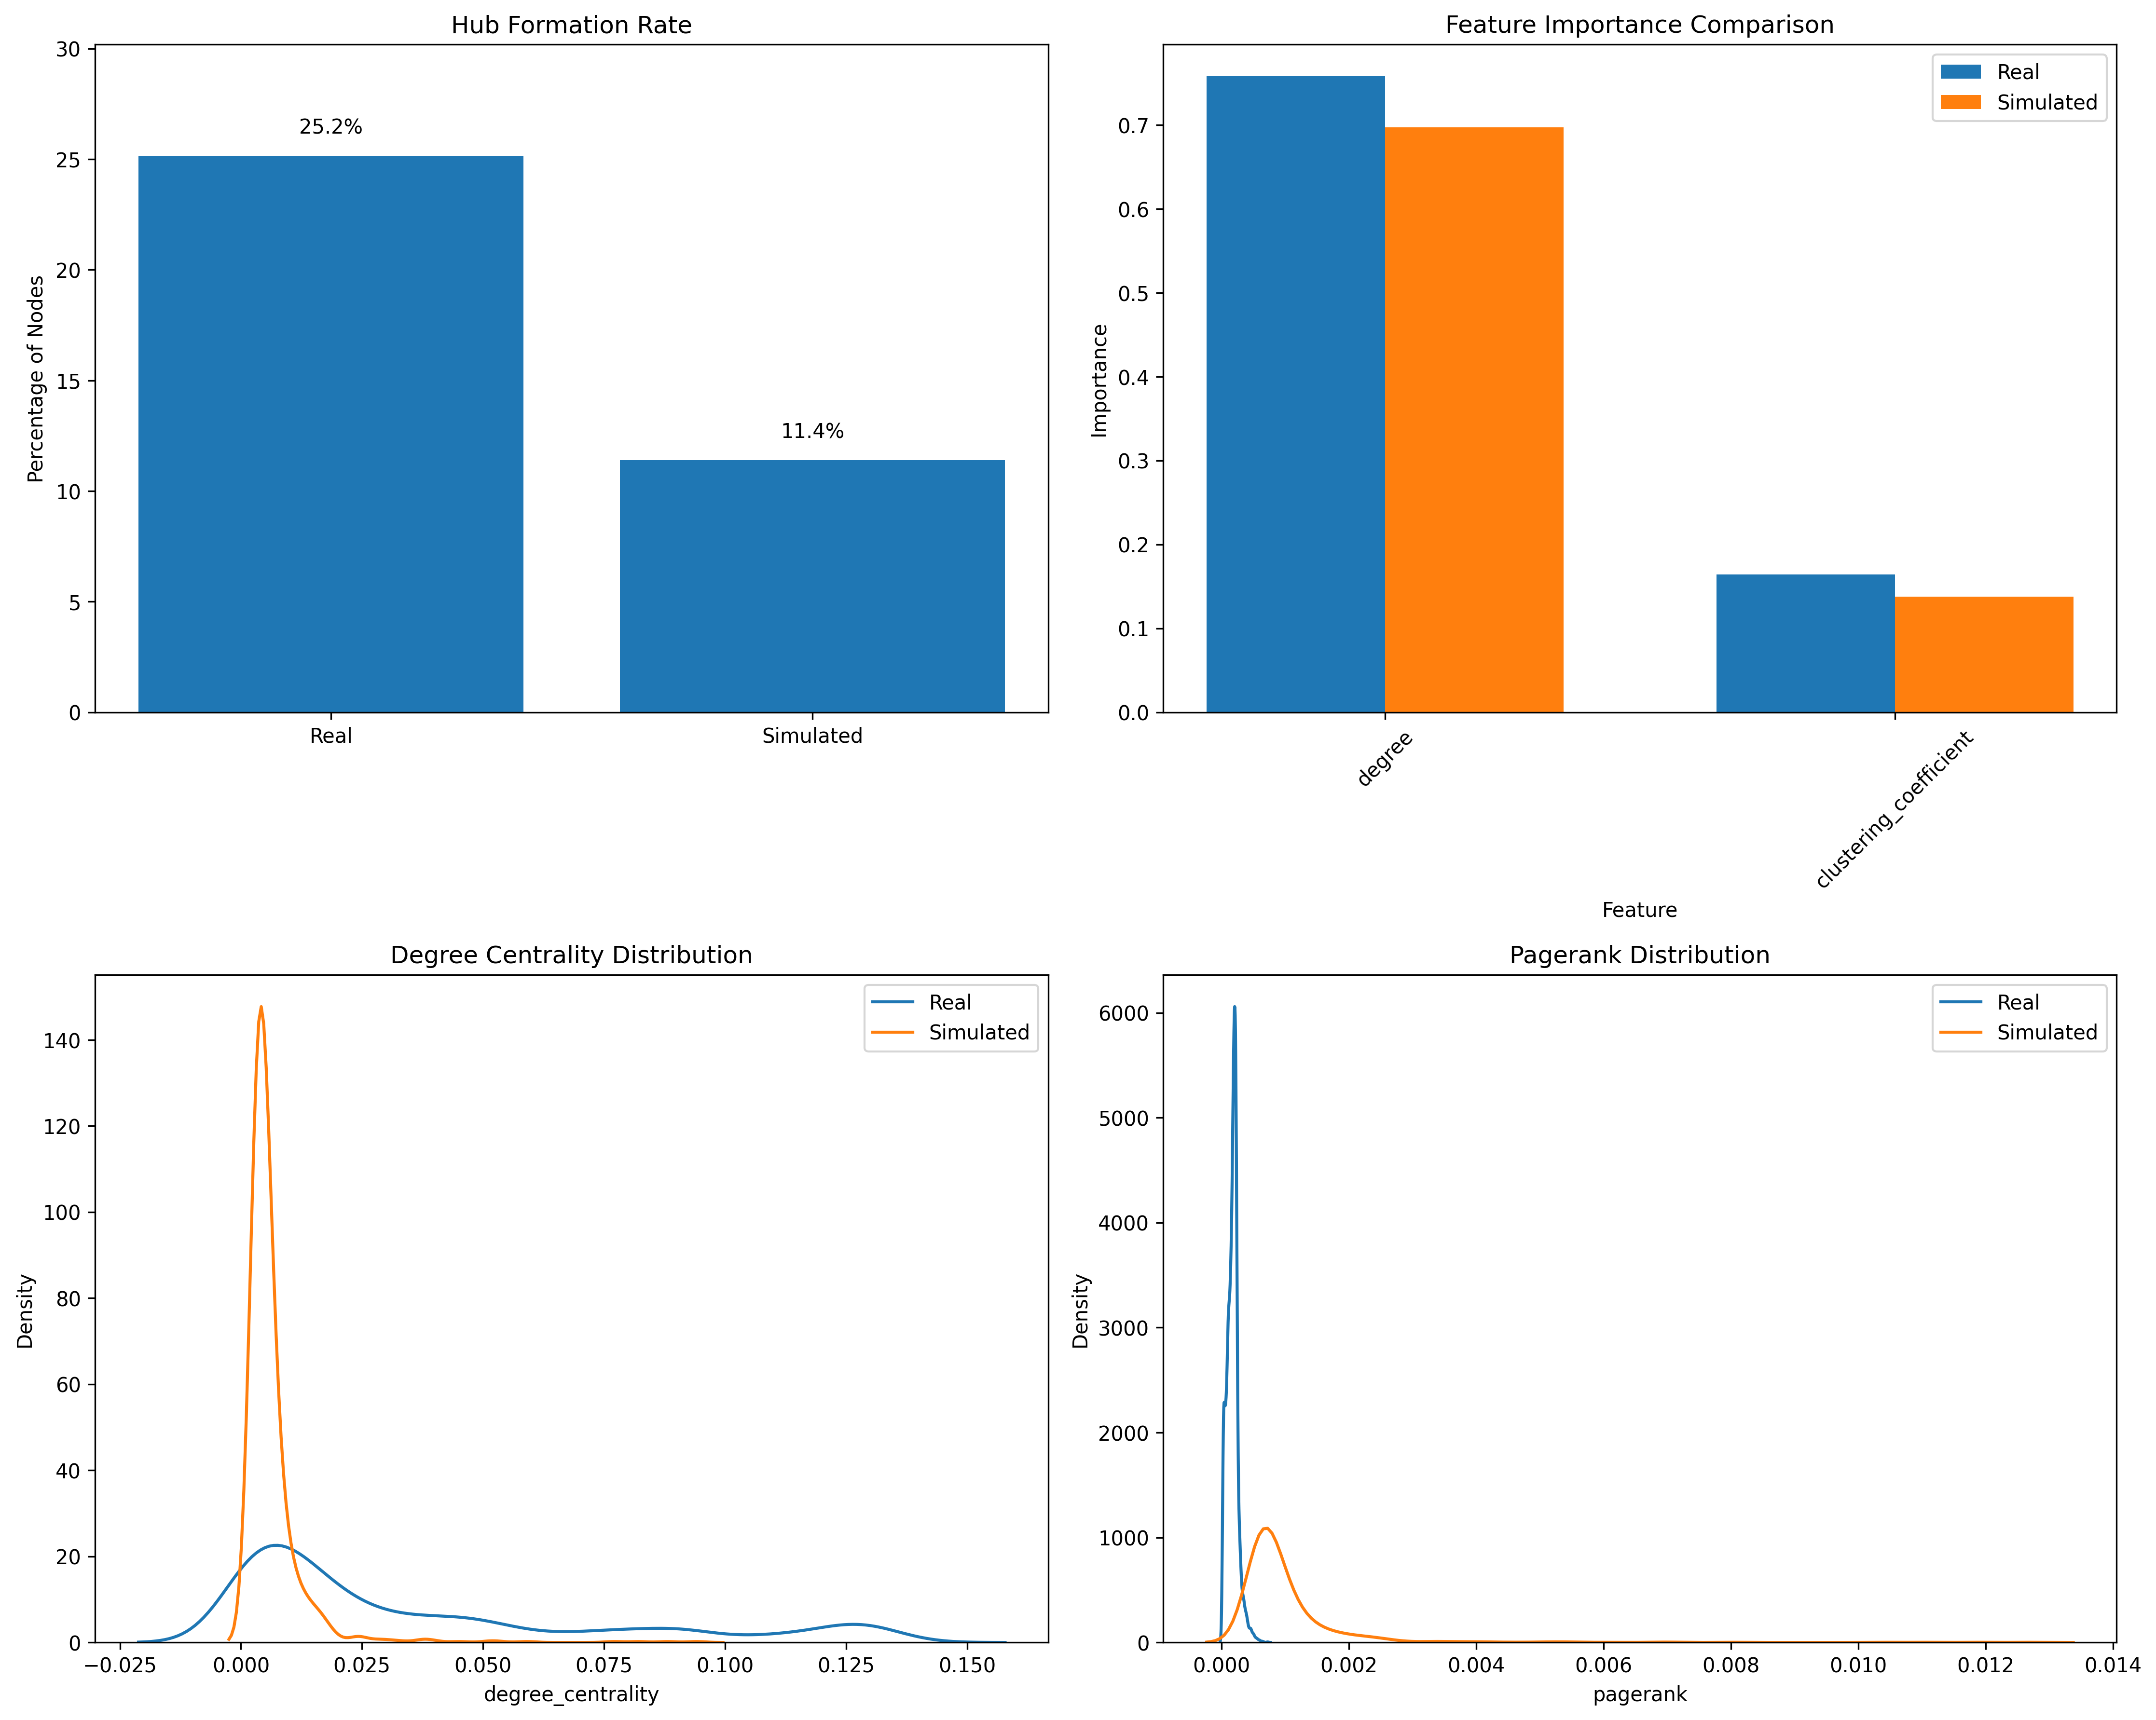 Hub Formation Rate
30
25
20
15
10
5
0
Percentage of Nodes
25.2%
11.4%
Real
Simulated
Feature Importance Comparison
Real
Simulated
0.7
0.6
0.5
0.4
0.3
0.2
0.1
0.0
Importance
degree
clustering_coefficient
Feature
Degree Centrality Distribution
Real
Simulated
140
120
100
80
60
40
20
0
Density
−0.025
0.000
0.025
0.050
0.075
0.100
0.125
0.150
degree_centrality
Pagerank Distribution
Real
Simulated
6000
5000
4000
3000
2000
1000
0
Density
0.000
0.002
0.004
0.006
0.008
0.010
0.012
0.014
pagerank